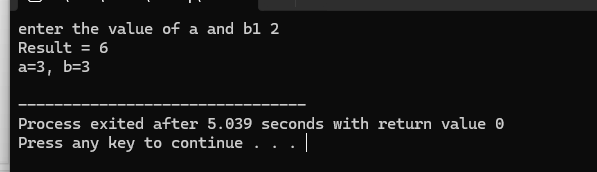 enter the value of a and b1 2
Result = 6
a=3, b=3
--------------------------------
Process exited after 5.039 seconds with return value 0
Press any key to continue . . .